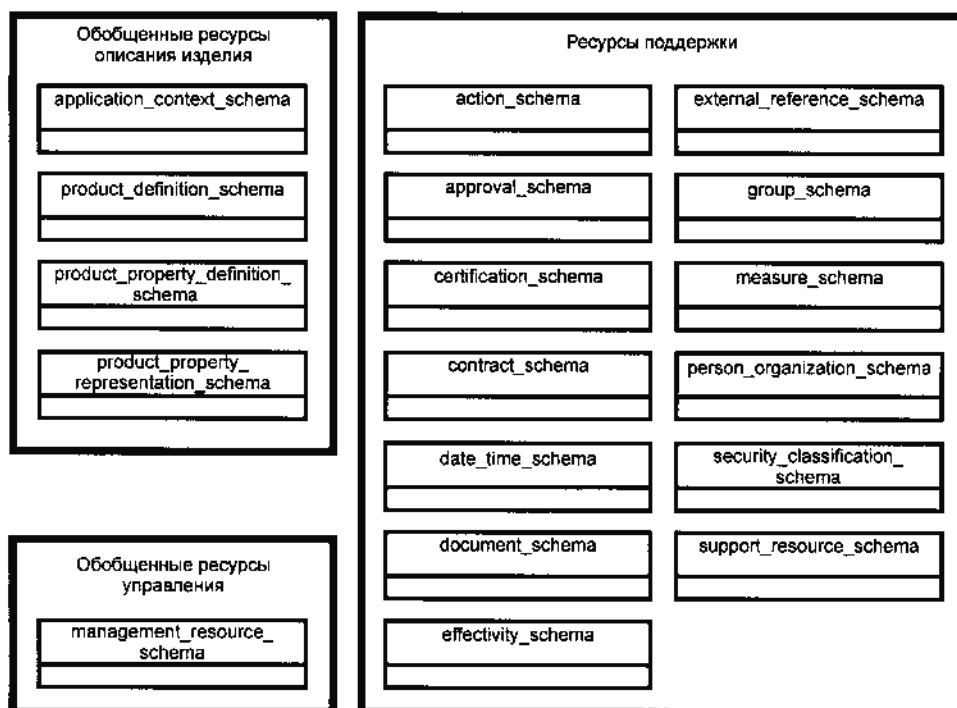 Обобщенные ресурсы
описания изделия
application_context_schema
product_definition_schema
product_property_definition_
schema
product_property_
representation_schema
Обобщенные ресурсы
управления
management_resource_
schema
Ресурсы поддержки
action_schema
external_reference_schema
approval_schema
group_schema
certification_schema
measure_schema
contract_schema
person_organization_schema
date_time_schema
security_classification_
schema
document_schema
support_resource_schema
effectivity_schema